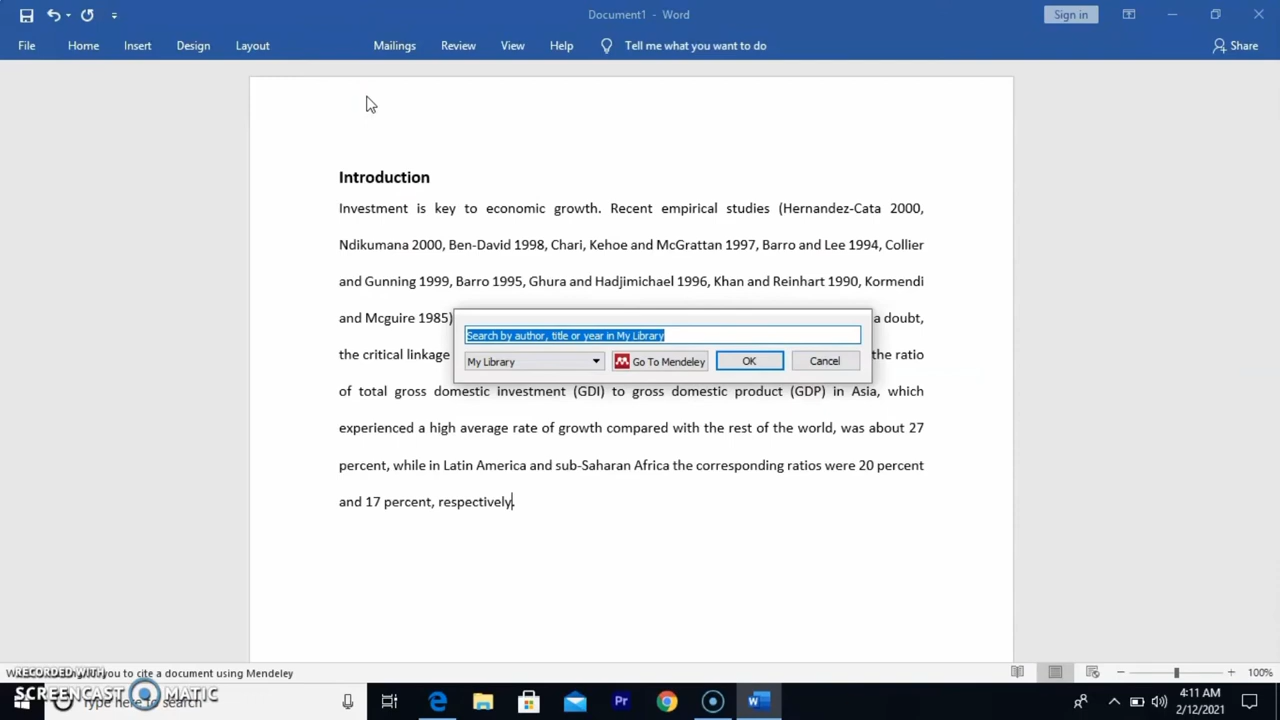 Document1 - Word
Sign in
File Home Insert Design Layout Mailings Review View Help Tell me what you want to do Share
Introduction
Investment is key to economic growth. Recent empirical studies (Hernandez-Cata 2000,
Ndikumana 2000, Ben-David 1998, Chari, Kehoe and McGrattan 1997, Barro and Lee 1994, Collier
and Gunning 1999, Barro 1995, Ghura and Hadjimichael 1996, Khan and Reinhart 1990, Kormendi
and Mcguire 1985) a doubt,
Search by author, title or year in My Library
the critical linkage the ratio
My Library Go To Mendeley OK Cancel
of total gross domestic investment (GDI) to gross domestic product (GDP) in Asia, which
experienced a high average rate of growth compared with the rest of the world, was about 27
percent, while in Latin America and sub-Saharan Africa the corresponding ratios were 20 percent
and 17 percent, respectively.
you to cite a document using Mendeley
100%
RECORDED WITH
SCREENCAST MATIC
Type here to search
Pr
4:11 AM
2/12/2021